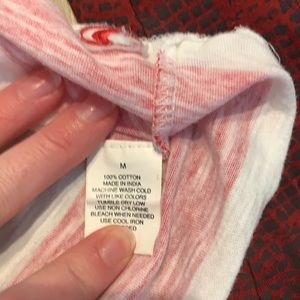 M
100% COTTON
MADE IN INDIA
MACHINE WASH COLD
WITH LIKE COLORS
TUMBLE DRY LOW
USE NON CHLORINE
BLEACH WHEN NEEDED
USE COOL IRON